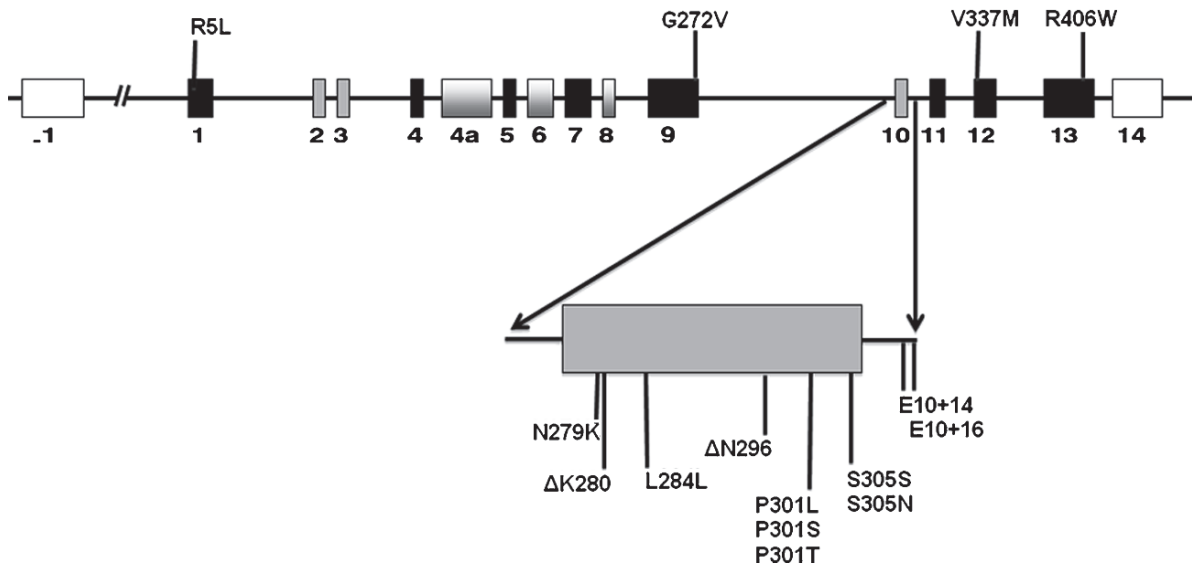 R5L
G272V
V337M
R406W
-1
1
2
3
4
4a
5
6
7
8
9
10
11
12
13
14
N279K
ΔK280
L284L
ΔN296
P301L
P301S
P301T
S305S
S305N
E10+14
E10+16